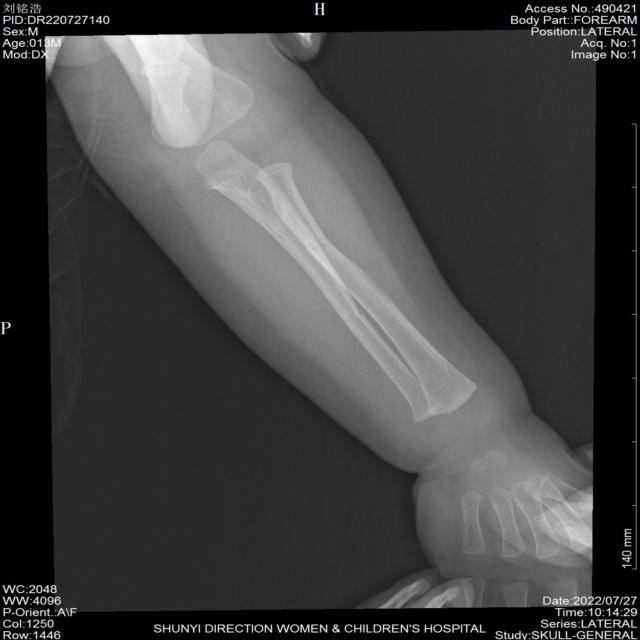 刘铭浩
PID:DR220727140
Sex:M
Age:013M
Mod:DX
H
Access No.:490421
Body Part::FOREARM
Position:LATERAL
Acq. No:1
Image No:1
P
140 mm
WC:2048
WW:4096
P-Orient.:A\F
Col:1250
Row:1446
SHUNYI DIRECTION WOMEN & CHILDREN'S HOSPITAL
Date:2022/07/27
Time:10:14:29
Series:LATERAL
Study:SKULL-GENERAL